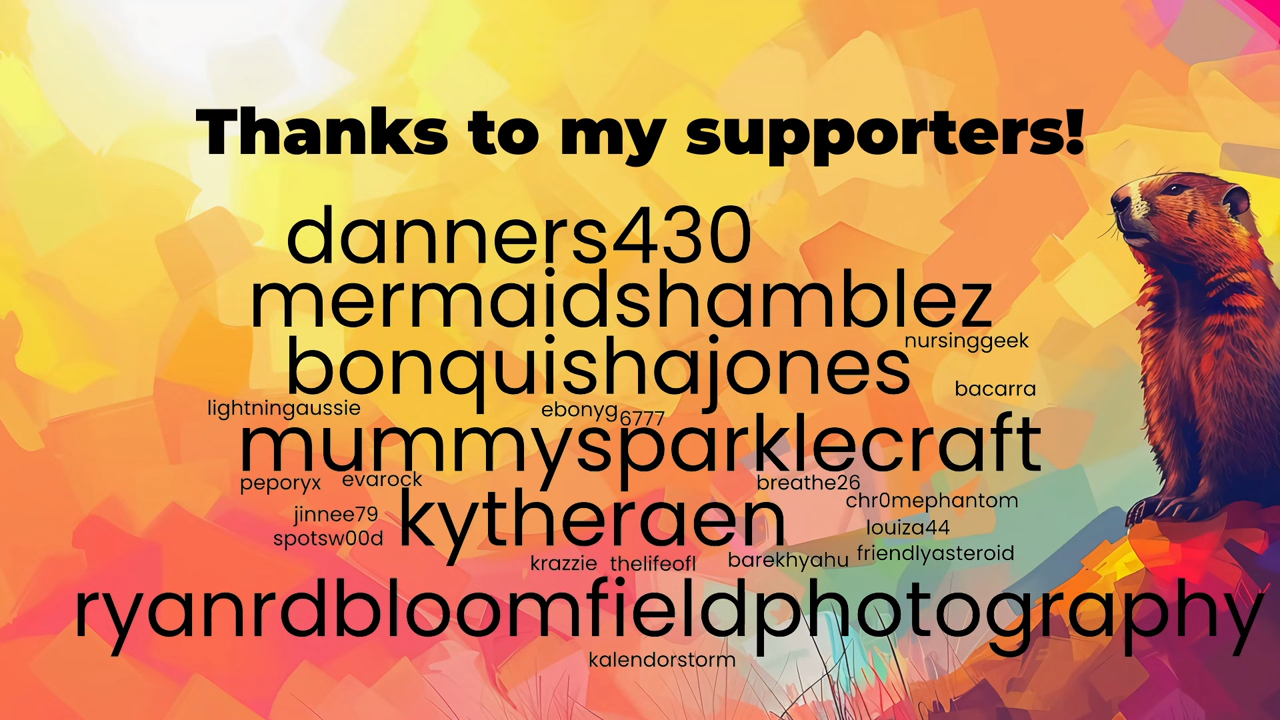 Thanks to my supporters!
danners430
mermaidshamblez
nursinggeek
bonquishajones
bacarra
lightningaussie
ebonyg_6777
mummysparklecraft
peporyx
evarock
breathe26
chr0mephantom
jinnee79
kytheraen
louiza44
spotsw00d
friendlyasteroid
krazzie
thelifeofl
barekhyahu
ryanrdbloomfieldphotography
kalendorstorm